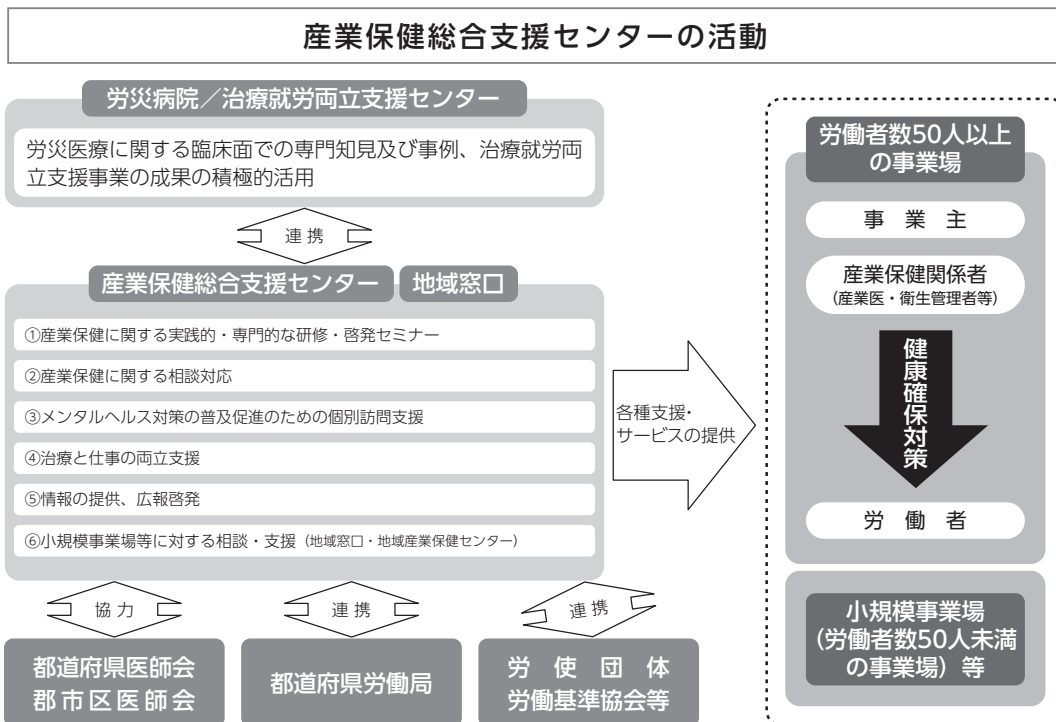 産業保健総合支援センターの活動
労災病院／治療就労両立支援センター
労災医療に関する臨床面での専門知見及び事例、治療就労両
立支援事業の成果の積極的活用
連携
産業保健総合支援センター
地域窓口
①産業保健に関する実践的・専門的な研修・啓発セミナー
②産業保健に関する相談対応
③メンタルヘルス対策の普及促進のための個別訪問支援
④治療と仕事の両立支援
⑤情報の提供、広報啓発
⑥小規模事業場等に対する相談・支援（地域窓口・地域産業保健センター）
協力
連携
連携
都道府県医師会
郡市区医師会
都道府県労働局
労使団体
労働基準協会等
各種支援・
サービスの提供
労働者数50人以上
の事業場
事業主
産業保健関係者
（産業医・衛生管理者等）
健康確保対策
労働者
小規模事業場
（労働者数50人未満
の事業場）等